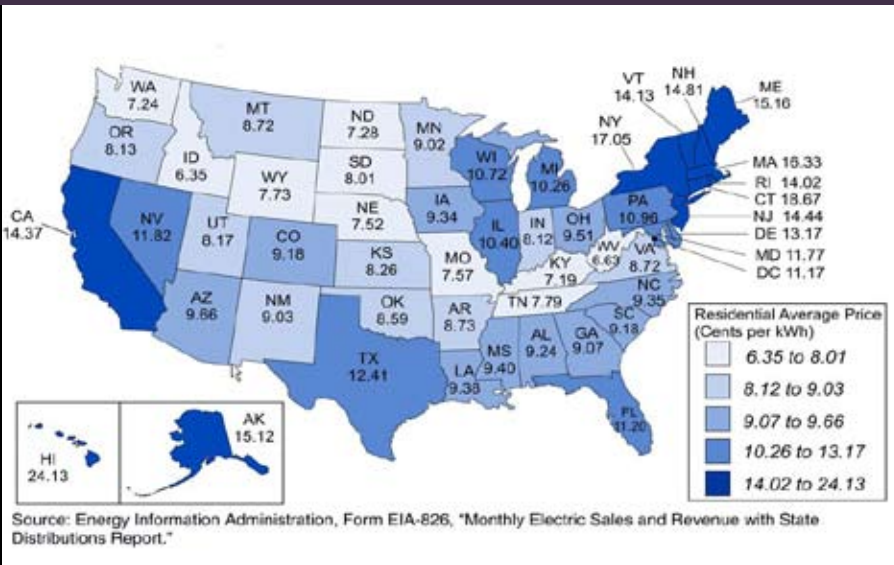 WA
7.24
MT
8.72
ND
7.28
MN
9.02
OR
8.13
ID
6.35
WY
7.73
SD
8.01
WI
10.72
MI
10.26
VT
14.13
NH
14.81
ME
15.16
NY
17.05
MA 16.33
RI 14.02
CT 18.67
NJ 14.44
DE 13.17
MD 11.77
DC 11.17
CA
14.37
NV
11.82
UT
8.17
CO
9.18
NE
7.52
IA
9.34
IL
10.40
IN
8.12
OH
9.51
PA
10.96
WV
6.63
VA
8.72
KS
8.26
MO
7.57
KY
7.19
NC
9.35
AZ
9.66
NM
9.03
OK
8.59
AR
8.73
TN 7.79
SC
9.18
TX
12.41
LA
9.38
MS
9.40
AL
9.24
GA
9.07
FL
11.20
HI
24.13
AK
15.12
Residential Average Price
(Cents per kWh)
6.35 to 8.01
8.12 to 9.03
9.07 to 9.66
10.26 to 13.17
14.02 to 24.13
Source: Energy Information Administration, Form EIA-826, "Monthly Electric Sales and Revenue with State
Distributions Report."